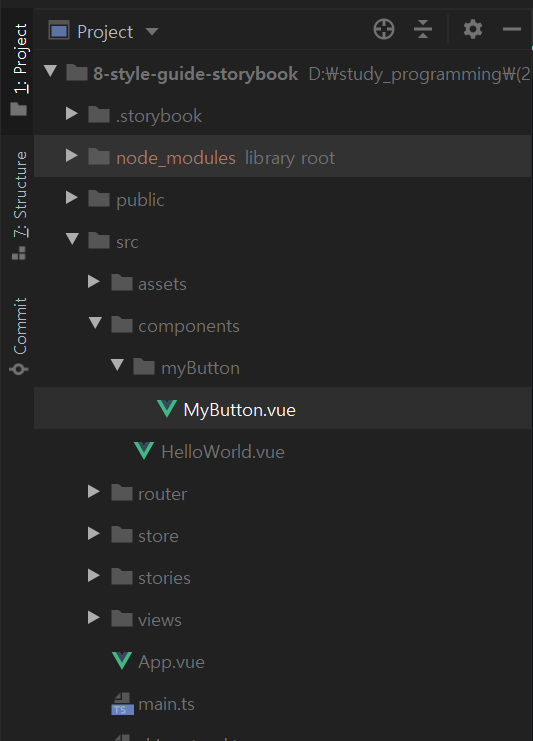 Project
1: Project
7: Structure
Commit
8-style-guide-storybook D:₩study_programming₩(2
.storybook
node_modules library root
public
src
assets
components
myButton
MyButton.vue
HelloWorld.vue
router
store
stories
views
App.vue
TS main.ts